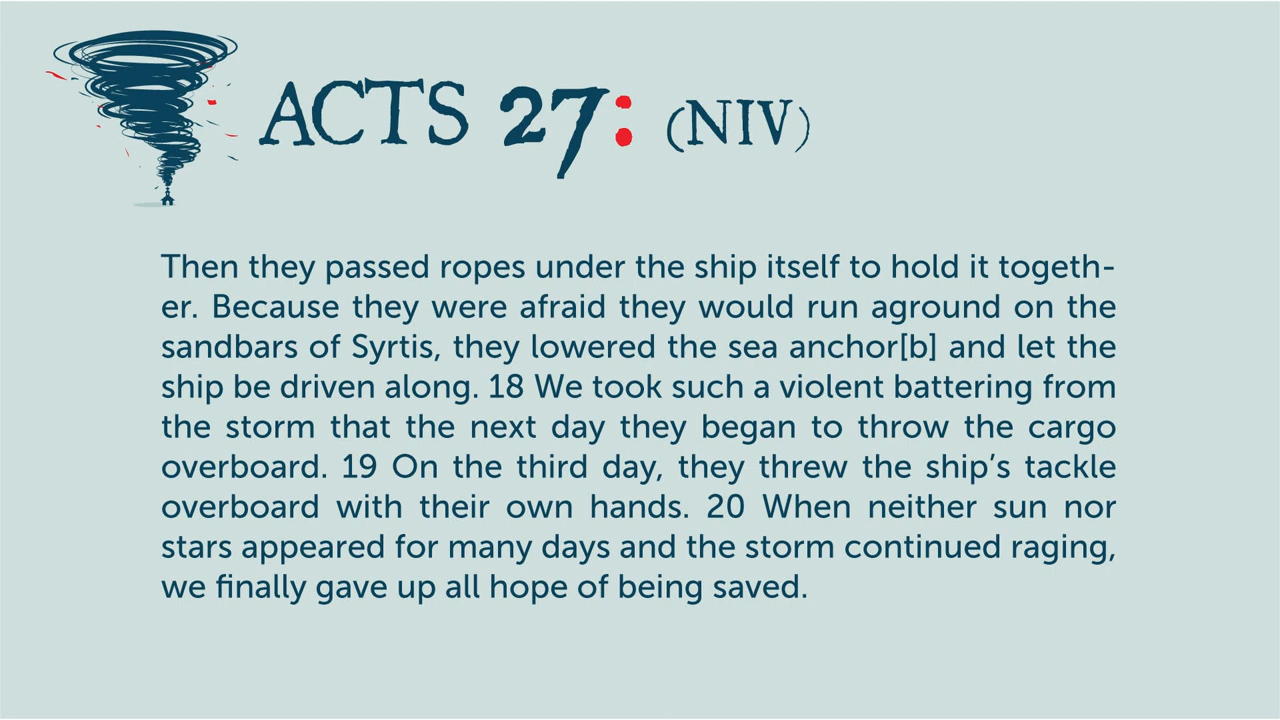 ACTS 27: (NIV)
Then they passed ropes under the ship itself to hold it togeth-
er. Because they were afraid they would run aground on the
sandbars of Syrtis, they lowered the sea anchor[b] and let the
ship be driven along. 18 We took such a violent battering from
the storm that the next day they began to throw the cargo
overboard. 19 On the third day, they threw the ship’s tackle
overboard with their own hands. 20 When neither sun nor
stars appeared for many days and the storm continued raging,
we finally gave up all hope of being saved.